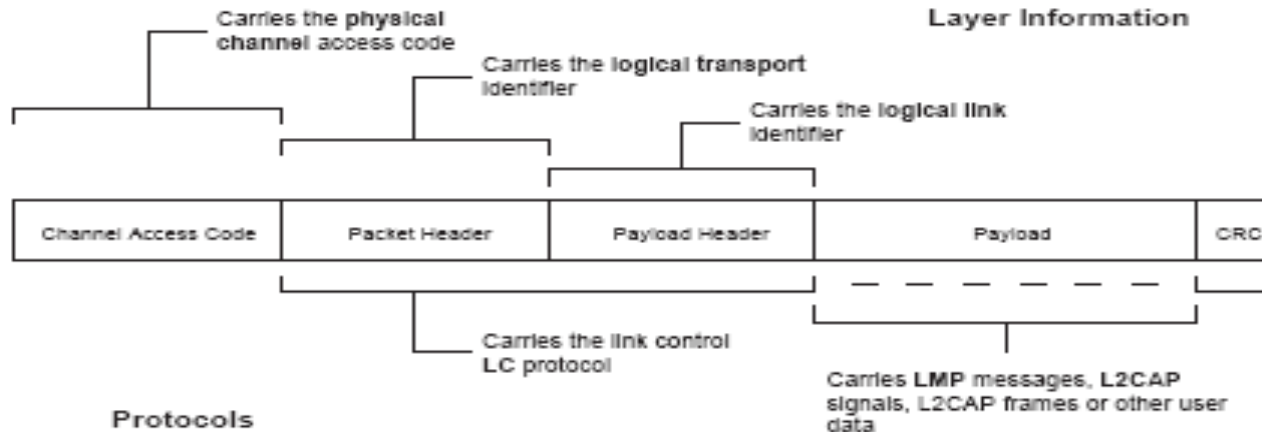 Carries the physical
channel access code
Layer Information
Carries the logical transport
identifier
Carries the logical link
identifier
Channel Access Code
Packet Header
Payload Header
Payload
CRC
Carries the link control
LC protocol
Carries LMP messages, L2CAP
signals, L2CAP frames or other user
data
Protocols